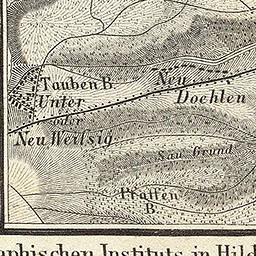 Tauben B.
Neu
Dochlen
Unter
oder
Neu Weilsig
Sau Grund
Pfaffen
B.
aphischen Instituts in Hild